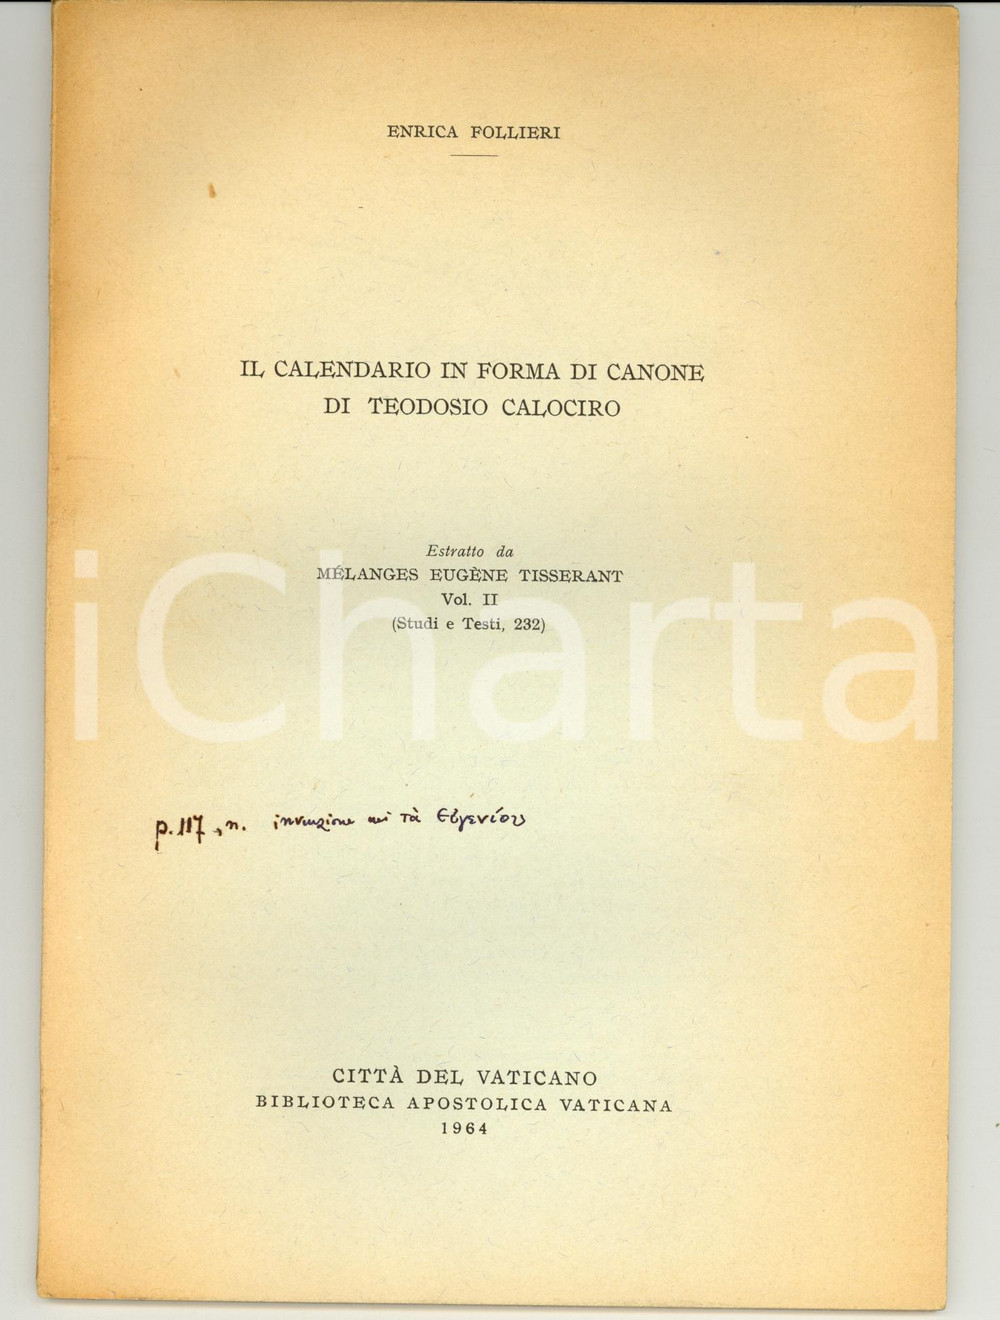 ENRICA FOLLIERI
IL CALENDARIO IN FORMA DI CANONE
DI TEODOSIO CALOCIRO
Estratto da
MÉLANGES EUGÈNE TISSERANT
Vol. II
(Studi e Testi, 232)
iCharta
p. 117, n. invenzione τὰ Εὐγενίου
CITTÀ DEL VATICANO
BIBLIOTECA APOSTOLICA VATICANA
1964